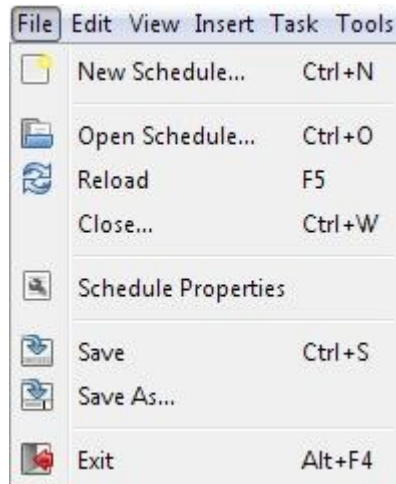 File Edit View Insert Task Tools
New Schedule... Ctrl+N
Open Schedule... Ctrl+O
Reload F5
Close... Ctrl+W
Schedule Properties
Save Ctrl+S
Save As...
Exit Alt+F4